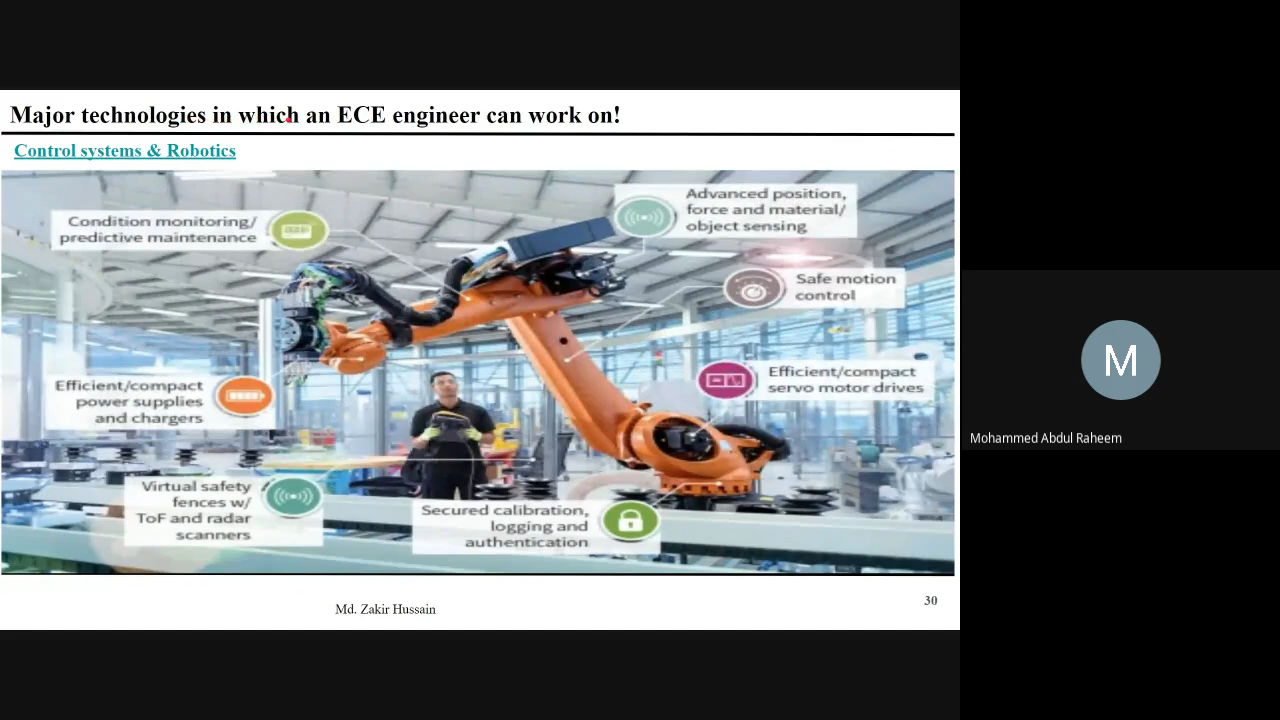 Major technologies in which an ECE engineer can work on!
Control systems & Robotics
Condition monitoring/
predictive maintenance
Advanced position,
force and material/
object sensing
Safe motion
control
Efficient/compact
power supplies
and chargers
Efficient/compact
servo motor drives
Virtual safety
fences w/
ToF and radar
scanners
Secured calibration,
logging and
authentication
Md. Zakir Hussain
30
M
Mohammed Abdul Raheem